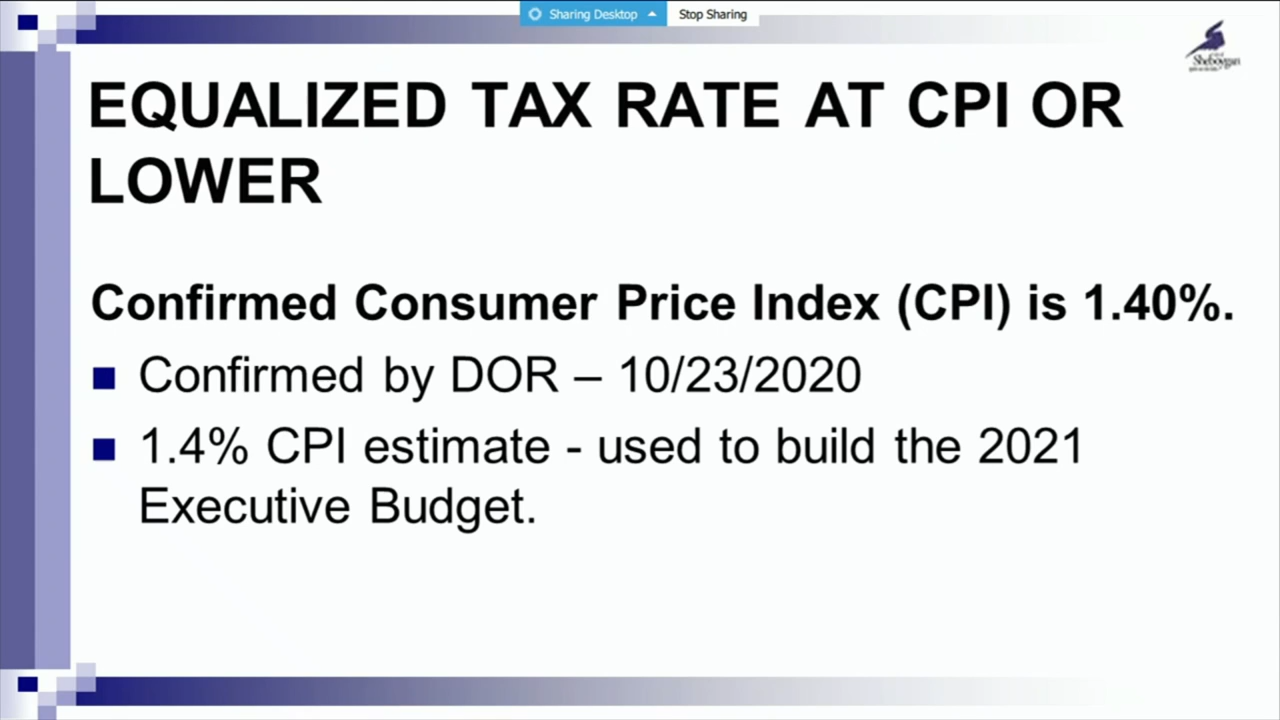 Sharing Desktop Stop Sharing
Sheboygan
EQUALIZED TAX RATE AT CPI OR
LOWER
Confirmed Consumer Price Index (CPI) is 1.40%.
Confirmed by DOR – 10/23/2020
1.4% CPI estimate - used to build the 2021
Executive Budget.